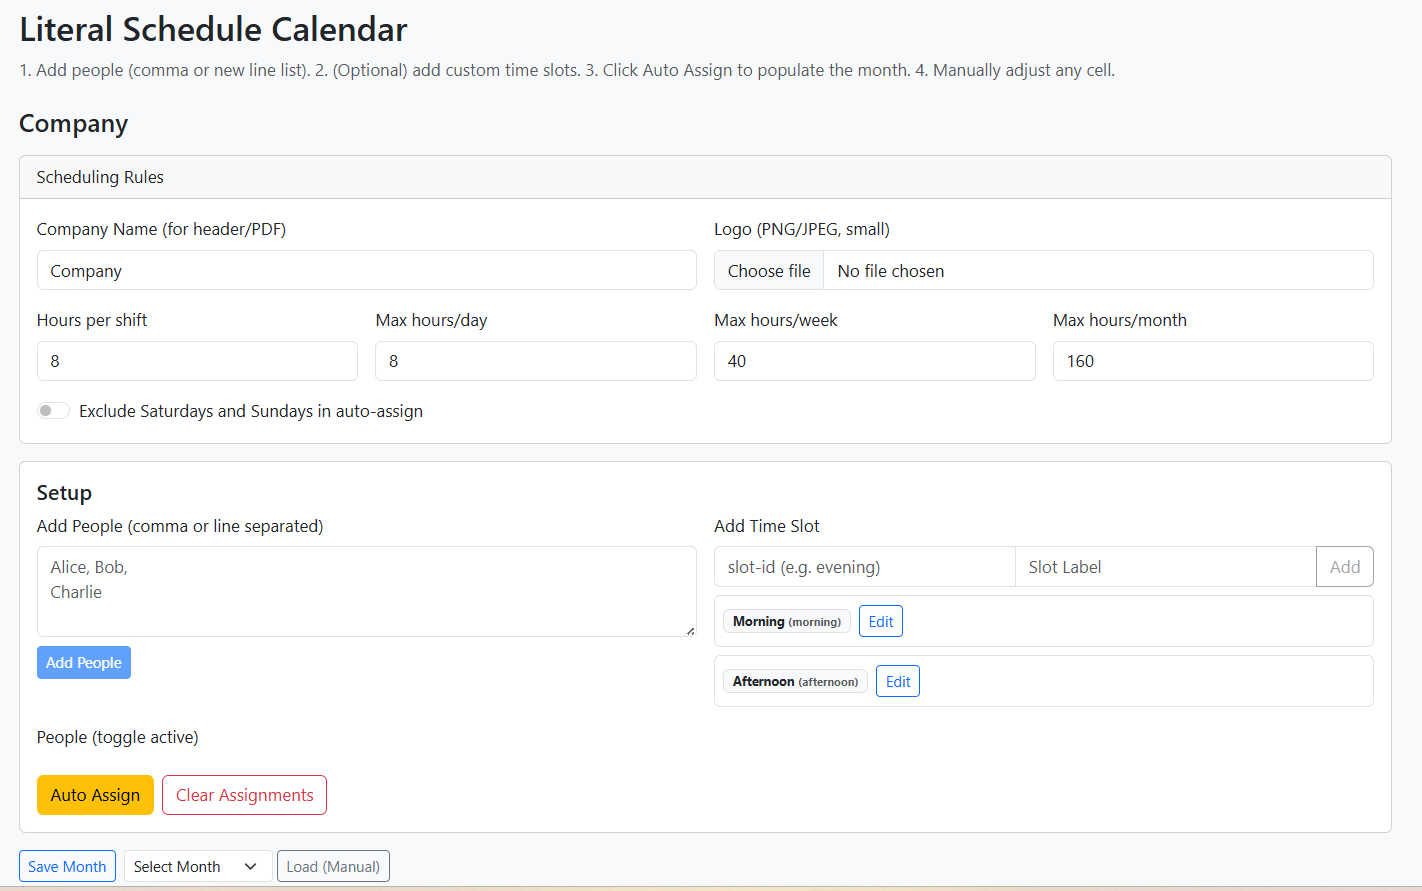 Literal Schedule Calendar
1. Add people (comma or new line list). 2. (Optional) add custom time slots. 3. Click Auto Assign to populate the month. 4. Manually adjust any cell.
Company
Scheduling Rules
Company Name (for header/PDF)
Logo (PNG/JPEG, small)
Company
Choose file No file chosen
Hours per shift
Max hours/day
Max hours/week
Max hours/month
8
8
40
160
Exclude Saturdays and Sundays in auto-assign
Setup
Add People (comma or line separated)
Alice, Bob,
Charlie
Add People
Add Time Slot
slot-id (e.g. evening) Slot Label Add
Morning (morning) Edit
Afternoon (afternoon) Edit
People (toggle active)
Auto Assign Clear Assignments
Save Month Select Month Load (Manual)